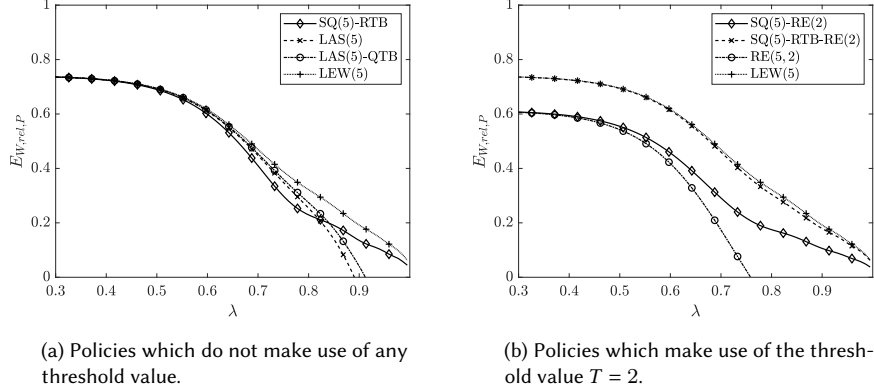 1
0.8
0.6
0.4
0.2
0
0.3 0.4 0.5 0.6 0.7 0.8 0.9
λ
E_{W,rel,P}
SQ(5)-RTB
LAS(5)
LAS(5)-QTB
LEW(5)
(a) Policies which do not make use of any
threshold value.
1
0.8
0.6
0.4
0.2
0
0.3 0.4 0.5 0.6 0.7 0.8 0.9
λ
E_{W,rel,P}
SQ(5)-RE(2)
SQ(5)-RTB-RE(2)
RE(5, 2)
LEW(5)
(b) Policies which make use of the thresh-
old value T = 2.